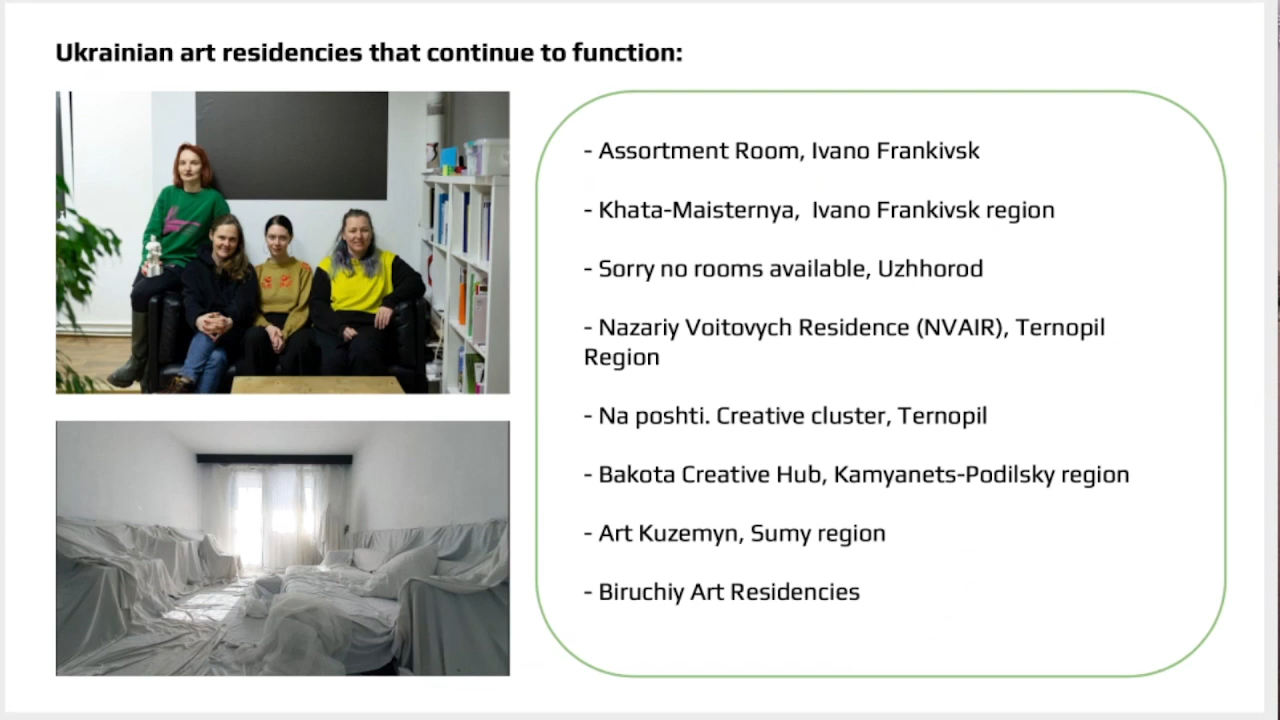 Ukrainian art residencies that continue to function:
- Assortment Room, Ivano Frankivsk
- Khata-Maisternya,  Ivano Frankivsk region
- Sorry no rooms available, Uzhhorod
- Nazariy Voitovych Residence (NVAIR), Ternopil
Region
- Na poshti. Creative cluster, Ternopil
- Bakota Creative Hub, Kamyanets-Podilsky region
- Art Kuzemyn, Sumy region
- Biruchiy Art Residencies